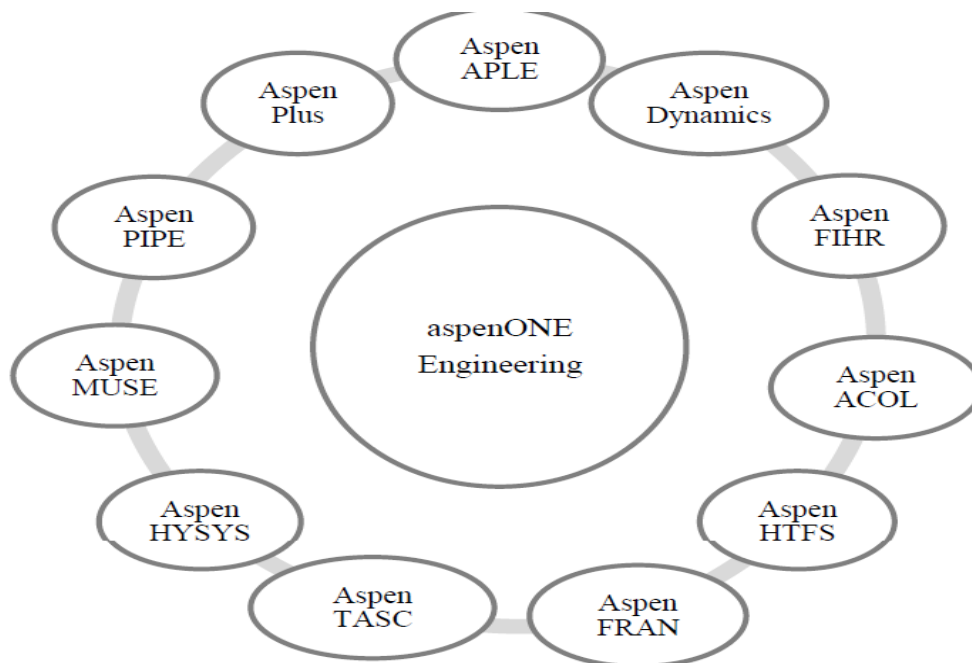 Aspen
APLE
Aspen
Dynamics
Aspen
FIHR
Aspen
ACOL
Aspen
HTFS
Aspen
FRAN
Aspen
TASC
Aspen
HYSYS
Aspen
MUSE
Aspen
PIPE
Aspen
Plus
aspenONE
Engineering